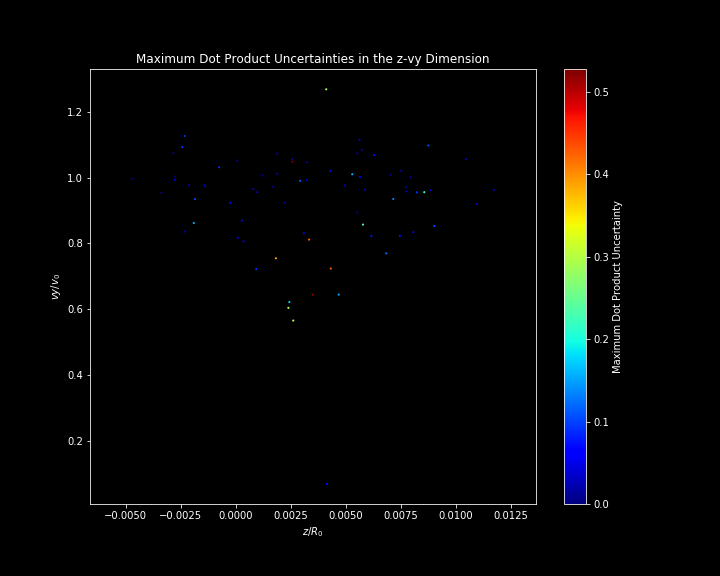 Maximum Dot Product Uncertainties in the z-vy Dimension
1.2
1.0
0.8
0.6
0.4
0.2
vy/v₀
−0.0050 −0.0025 0.0000 0.0025 0.0050 0.0075 0.0100 0.0125
z/R₀
0.5
0.4
0.3
0.2
0.1
0.0
Maximum Dot Product Uncertainty